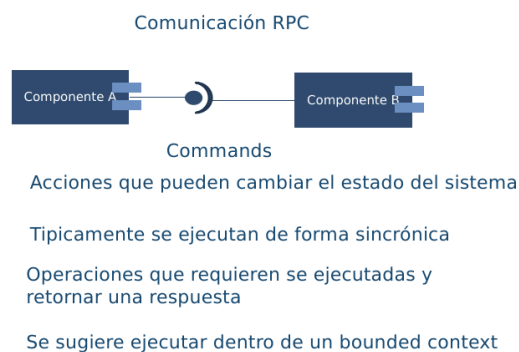 Comunicación RPC
Componente A
Componente B
Commands
Acciones que pueden cambiar el estado del sistema
Tipicamente se ejecutan de forma sincrónica
Operaciones que requieren se ejecutadas y
retornar una respuesta
Se sugiere ejecutar dentro de un bounded context